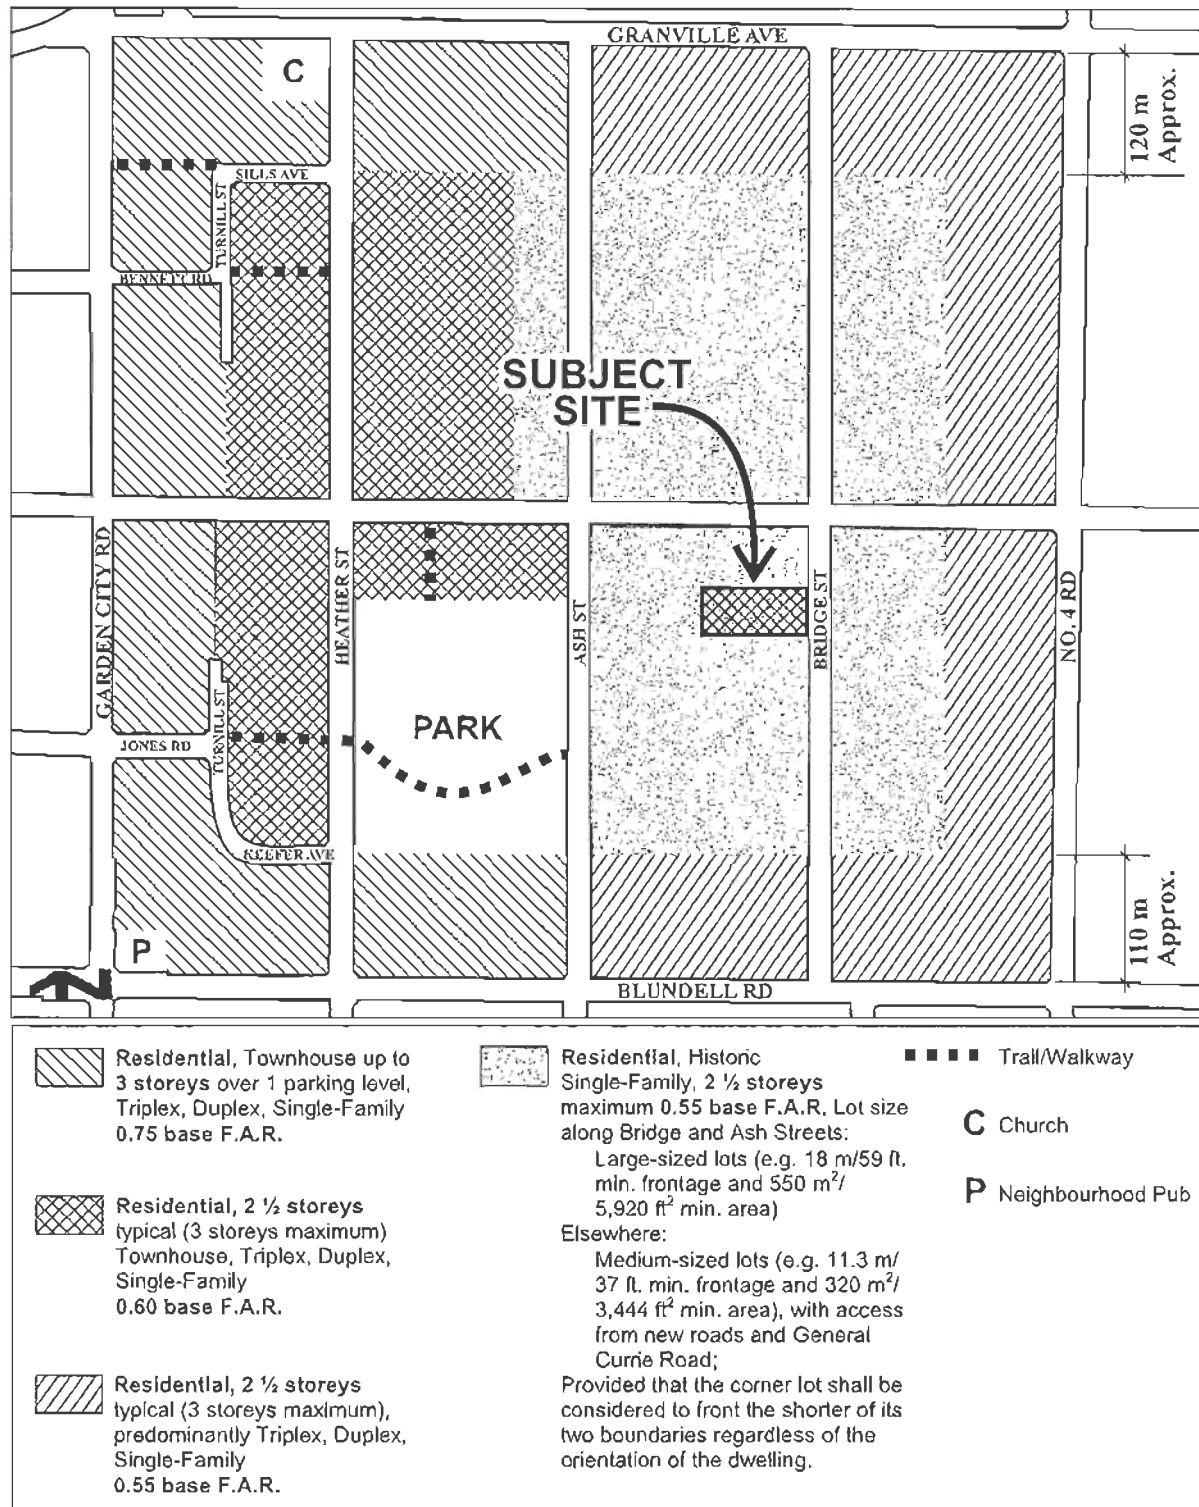 GRANVILLE AVE
C
120 m
Approx.
SILLS AVE
TURNILL ST
BENNETT RD
SUBJECT
SITE
GARDEN CITY RD
HEATHER ST
ASH ST
BRIDGE ST
NO. 4 RD
PARK
JONES RD
TURNILL ST
KEEFER AVE
110 m
Approx.
P
BLUNDELL RD
Residential, Townhouse up to
3 storeys over 1 parking level,
Triplex, Duplex, Single-Family
0.75 base F.A.R.
Residential, 2 ½ storeys
typical (3 storeys maximum)
Townhouse, Triplex, Duplex,
Single-Family
0.60 base F.A.R.
Residential, 2 ½ storeys
typical (3 storeys maximum),
predominantly Triplex, Duplex,
Single-Family
0.55 base F.A.R.
Residential, Historic
Single-Family, 2 ½ storeys
maximum 0.55 base F.A.R. Lot size
along Bridge and Ash Streets:
Large-sized lots (e.g. 18 m/59 ft.
min. frontage and 550 m²/
5,920 ft² min. area)
Elsewhere:
Medium-sized lots (e.g. 11.3 m/
37 ft. min. frontage and 320 m²/
3,444 ft² min. area), with access
from new roads and General
Currie Road;
Provided that the corner lot shall be
considered to front the shorter of its
two boundaries regardless of the
orientation of the dwelling.
Trail/Walkway
C Church
P Neighbourhood Pub